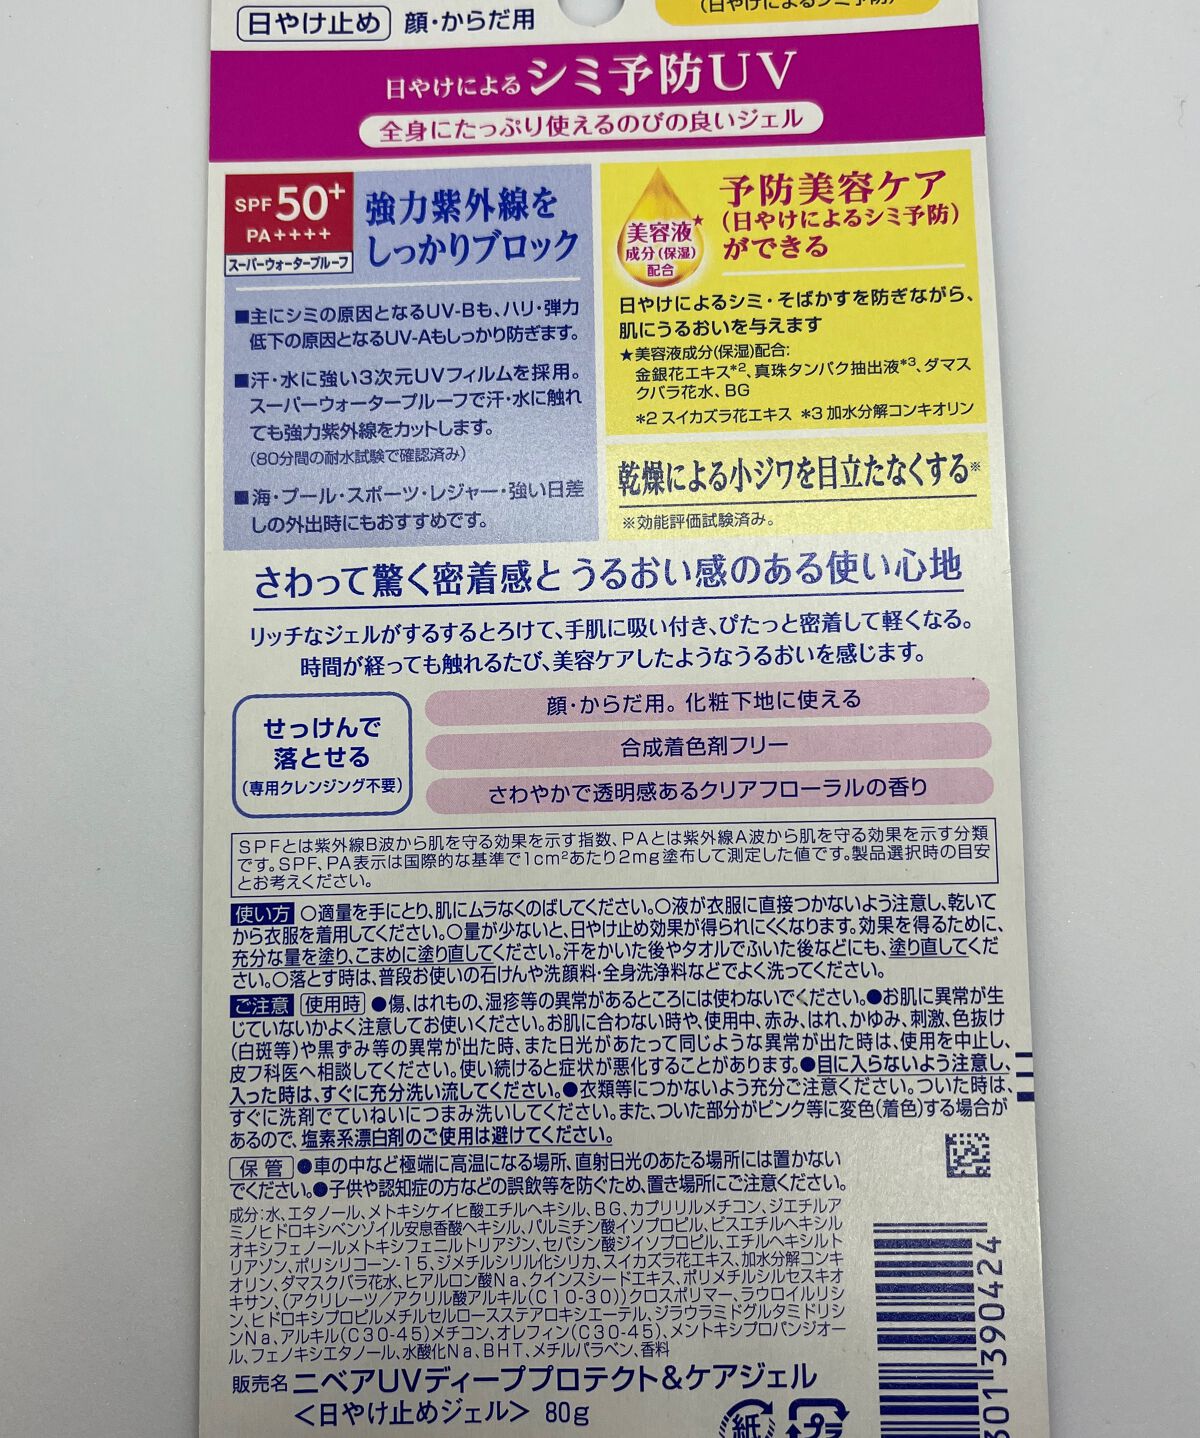 日やけ止め 顔・からだ用
(日やけによるシミ予防)
日やけによるシミ予防UV
全身にたっぷり使えるのびの良いジェル
SPF50+
PA++++
スーパーウォータープルーフ
強力紫外線を
しっかりブロック
■主にシミの原因となるUV-Bも、ハリ・弾力
低下の原因となるUV-Aもしっかり防ぎます。
■汗・水に強い3次元UVフィルムを採用。
スーパーウォータープルーフで汗・水に触れ
ても強力紫外線をカットします。
(80分間の耐水試験で確認済み)
■海・プール・スポーツ・レジャー・強い日差
しの外出時にもおすすめです。
美容液★
成分(保湿)
配合
予防美容ケア
(日やけによるシミ予防)
ができる
日やけによるシミ・そばかすを防ぎながら、
肌にうるおいを与えます
★美容液成分(保湿)配合:
金銀花エキス*2、真珠タンパク抽出液*3、ダマス
クバラ花水、BG
*2 スイカズラ花エキス *3 加水分解コンキオリン
乾燥による小ジワを目立たなくする※
※効能評価試験済み。
さわって驚く密着感とうるおい感のある使い心地
リッチなジェルがするするとろけて、手肌に吸い付き、ぴたっと密着して軽くなる。
時間が経っても触れるたび、美容ケアしたようなうるおいを感じます。
せっけんで
落とせる
(専用クレンジング不要)
顔・からだ用。化粧下地に使える
合成着色剤フリー
さわやかで透明感あるクリアフローラルの香り
SPFとは紫外線B波から肌を守る効果を示す指数、PAとは紫外線A波から肌を守る効果を示す分類
です。SPF、PA表示は国際的な基準で1cm²あたり2mg塗布して測定した値です。製品選択時の目安
とお考えください。
使い方 ○適量を手にとり、肌にムラなくのばしてください。○液が衣服に直接つかないよう注意し、乾いて
から衣服を着用してください。○量が少ないと、日やけ止め効果が得られにくくなります。効果を得るために、
充分な量を塗り、こまめに塗り直してください。汗をかいた後やタオルでふいた後などにも、塗り直してくだ
さい。○落とす時は、普段お使いの石けんや洗顔料・全身洗浄料などでよく洗ってください。
ご注意 使用時 ●傷、はれもの、湿疹等の異常があるところには使わないでください。●お肌に異常が生
じていないかよく注意してお使いください。お肌に合わない時や、使用中、赤み、はれ、かゆみ、刺激、色抜け
(白斑等)や黒ずみ等の異常が出た時、また日光があたって同じような異常が出た時は、使用を中止し、
皮フ科医へ相談してください。使い続けると症状が悪化することがあります。●目に入らないよう注意し、
入った時は、すぐに充分洗い流してください。●衣類等につかないよう充分ご注意ください。ついた時は、
すぐに洗剤でていねいにつまみ洗いしてください。また、ついた部分がピンク等に変色(着色)する場合が
あるので、塩素系漂白剤のご使用は避けてください。
保管 ●車の中など極端に高温になる場所、直射日光のあたる場所には置かない
でください。●子供や認知症の方などの誤飲等を防ぐため、置き場所にご注意ください。
成分:水、エタノール、メトキシケイヒ酸エチルヘキシル、BG、カプリリルメチコン、ジエチルア
ミノヒドロキシベンゾイル安息香酸ヘキシル、パルミチン酸イソプロピル、ビスエチルヘキシル
オキシフェノールメトキシフェニルトリアジン、セバシン酸ジイソプロピル、エチルヘキシルト
リアゾン、ポリシリコーン-15、ジメチルシリル化シリカ、スイカズラ花エキス、加水分解コンキ
オリン、ダマスクバラ花水、ヒアルロン酸Na、クインスシードエキス、ポリメチルシルセスキオ
キサン、(アクリレーツ/アクリル酸アルキル(C10-30))クロスポリマー、ラウロイルリシ
ン、ヒドロキシプロピルメチルセルロースステアロキシエーテル、ジラウラミドグルタミドリシ
ンNa、アルキル(C30-45)メチコン、オレフィン(C30-45)、メントキシプロパンジオー
ル、フェノキシエタノール、水酸化Na、BHT、メチルパラベン、香料
販売名 ニベアUVディーププロテクト&ケアジェル
<日やけ止めジェル> 80g
紙
プラ
301390424